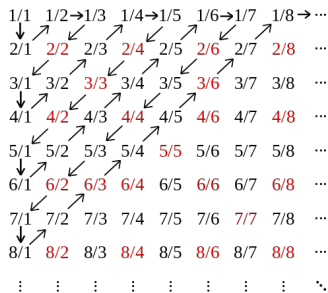 1/1 1/2 1/3 1/4 1/5 1/6 1/7 1/8 ⋯
2/1 2/2 2/3 2/4 2/5 2/6 2/7 2/8 ⋯
3/1 3/2 3/3 3/4 3/5 3/6 3/7 3/8 ⋯
4/1 4/2 4/3 4/4 4/5 4/6 4/7 4/8 ⋯
5/1 5/2 5/3 5/4 5/5 5/6 5/7 5/8 ⋯
6/1 6/2 6/3 6/4 6/5 6/6 6/7 6/8 ⋯
7/1 7/2 7/3 7/4 7/5 7/6 7/7 7/8 ⋯
8/1 8/2 8/3 8/4 8/5 8/6 8/7 8/8 ⋯
⋮ ⋮ ⋮ ⋮ ⋮ ⋮ ⋮ ⋮ ⋱